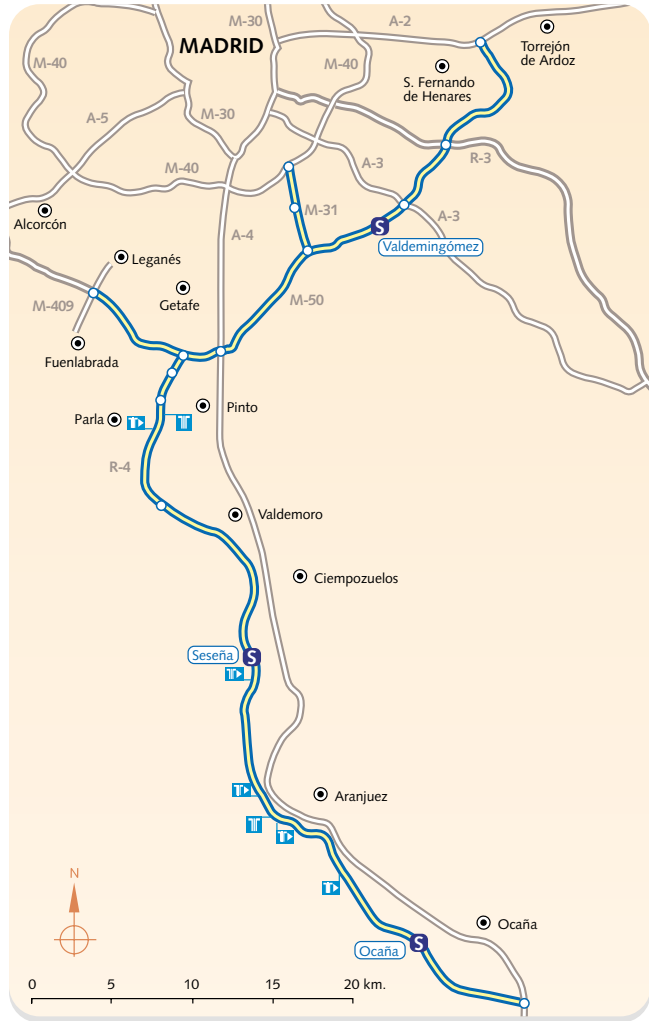 M-30
A-2
MADRID
Torrejón
de Ardoz
M-40
M-40
S. Fernando
de Henares
A-5
M-30
R-3
M-40
A-3
M-31
A-3
Alcorcón
A-4
S
Valdemingómez
Leganés
M-409
Getafe
M-50
Fuenlabrada
Parla
Pinto
T
T
R-4
Valdemoro
Ciempozuelos
Seseña
S
T
T
Aranjuez
T
T
T
N
Ocaña
Ocaña
S
0 5 10 15 20 km.